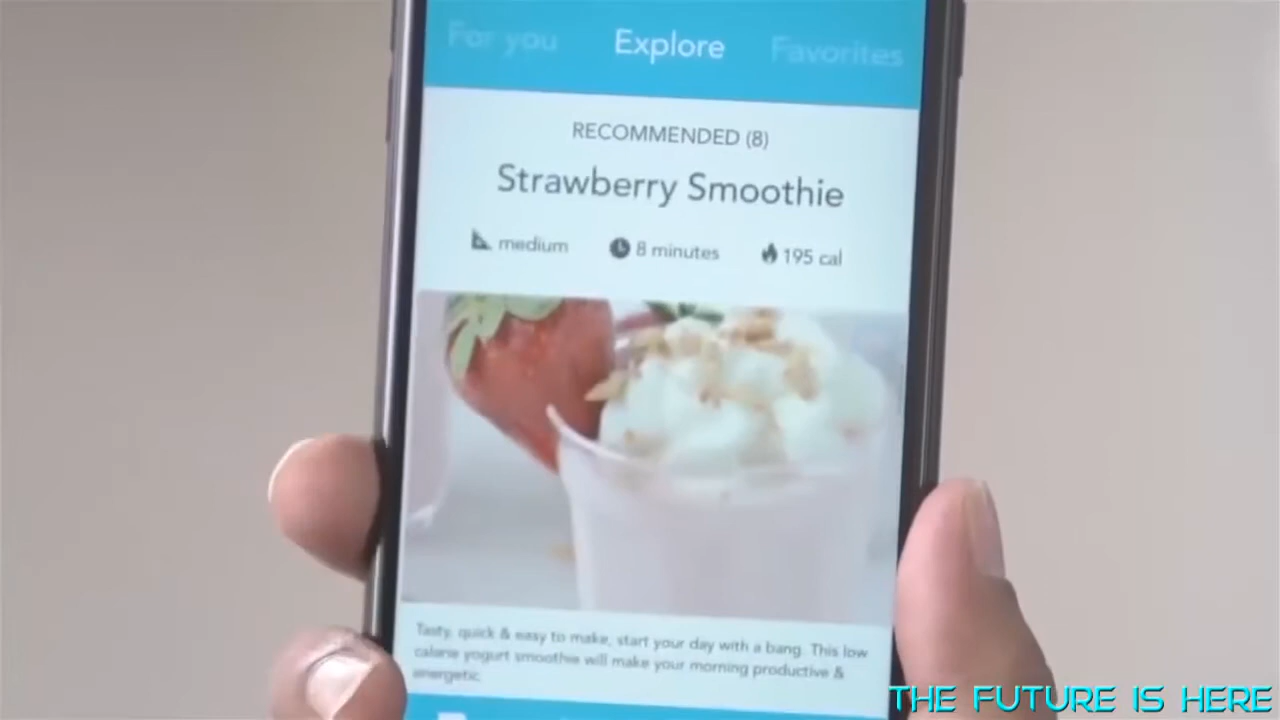 For you Explore Favorites
RECOMMENDED (8)
Strawberry Smoothie
medium 8 minutes 195 cal
Tasty, quick & easy to make, start your day with a bang. This low
calarie yogurt smoothie will make your morning productive &
energetic
THE FUTURE IS HERE